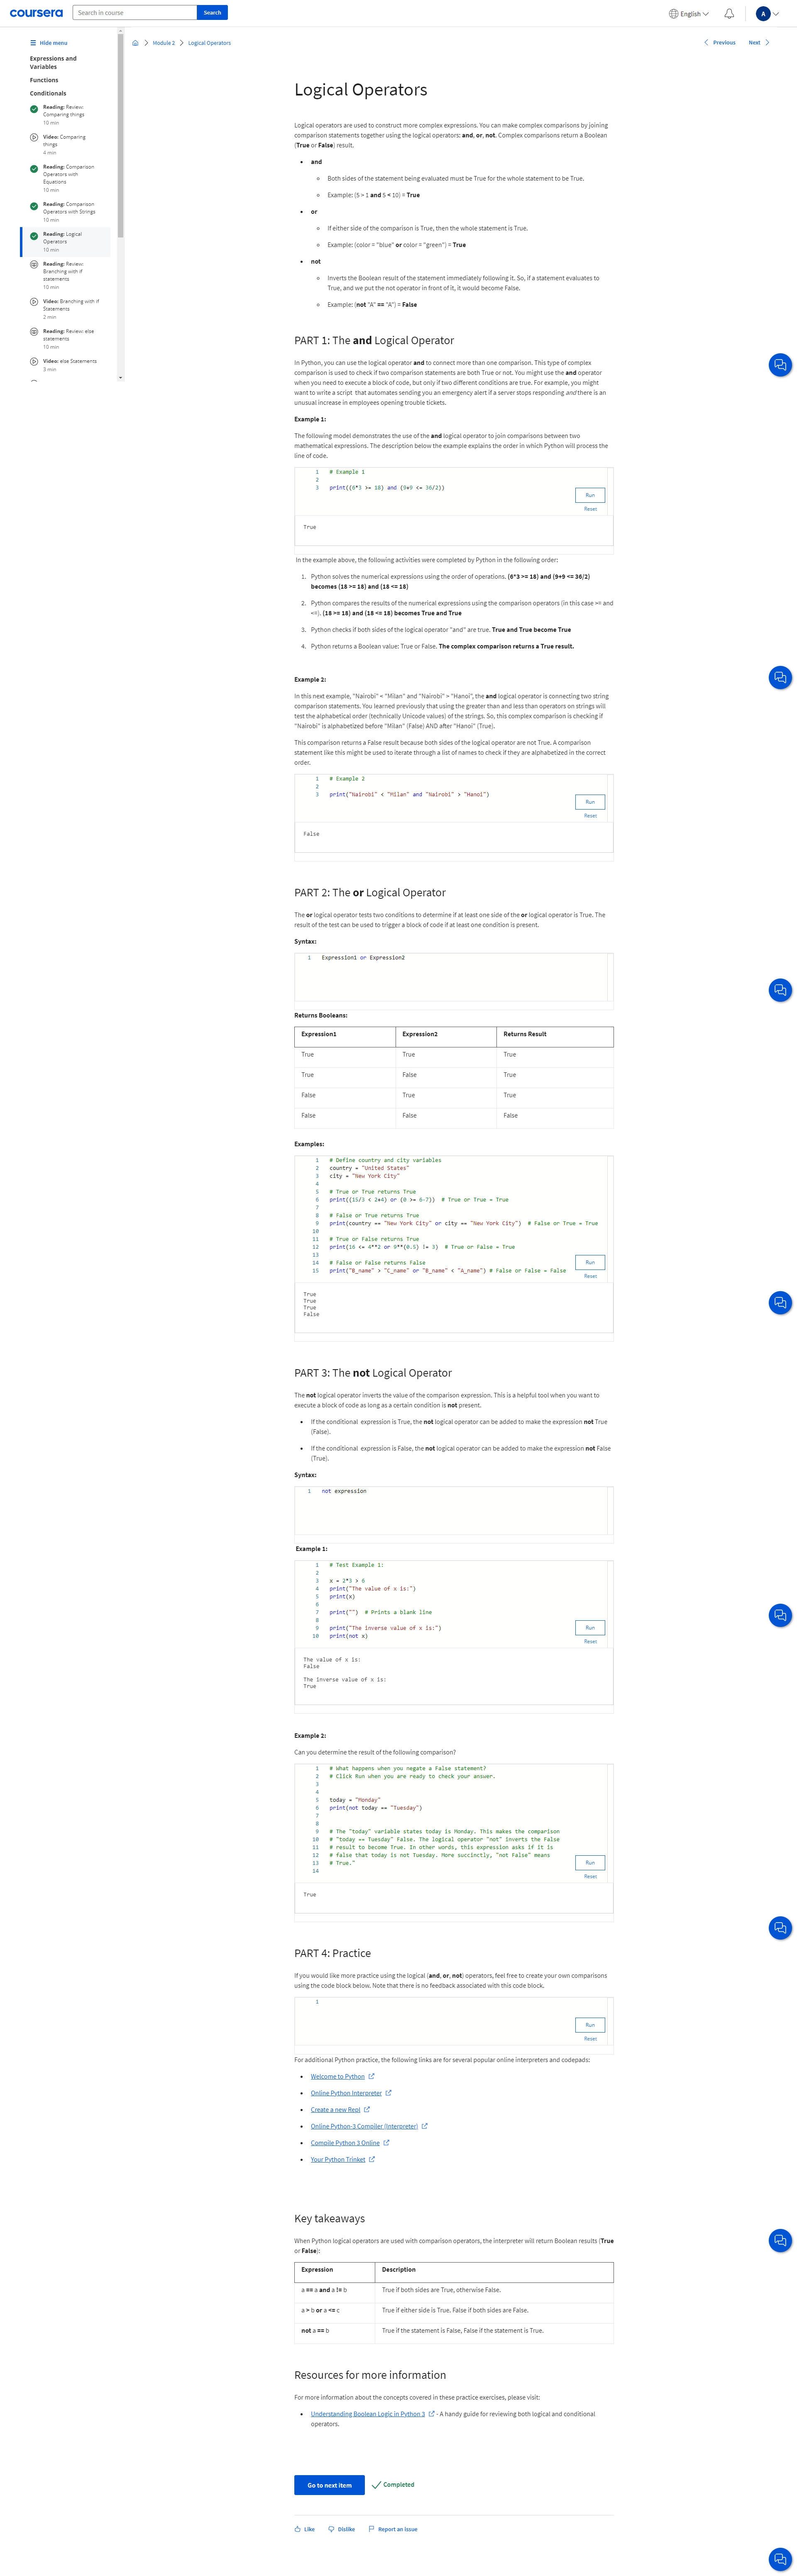 coursera
Search in course
Search
English
A
Hide menu
Module 2
Logical Operators
Previous
Next
Expressions and
Variables
Functions
Conditionals
Reading: Review:
Comparing things
10 min
Video: Comparing
things
4 min
Reading: Comparison
Operators with
Equations
10 min
Reading: Comparison
Operators with Strings
10 min
Reading: Logical
Operators
10 min
Reading: Review:
Branching with if
statements
10 min
Video: Branching with if
Statements
2 min
Reading: Review: else
statements
10 min
Video: else Statements
3 min
Logical Operators
Logical operators are used to construct more complex expressions. You can make complex comparisons by joining
comparison statements together using the logical operators: and, or, not. Complex comparisons return a Boolean
(True or False) result.
and
Both sides of the statement being evaluated must be True for the whole statement to be True.
Example: (5 = 1 and 5 < 10) = True
or
If either side of the comparison is True, then the whole statement is True.
Example: (color = "blue" or color = "green") = True
not
Inverts the Boolean result of the statement immediately following it. So, if a statement evaluates to
True, and we put the not operator in front of it, it would become False.
Example: (not "A" == "A") = False
PART 1: The and Logical Operator
In Python, you can use the logical operator and to connect more than one comparison. This type of complex
comparison is used to check if two comparison statements are both True or not. You might use the and operator
when you need to execute a block of code, but only if two different conditions are true. For example, you might
want to write a script that automates sending you an emergency alert if a server stops responding and there is an
unusual increase in employees opening trouble tickets.
Example 1:
The following model demonstrates the use of the and logical operator to join comparisons between two
mathematical expressions. The description below the example explains the order in which Python will process the
line of code.
1 # Example 1
2
3 print((6*3 >= 18) and (9+9 <= 36/2))
Run
Reset
True
In the example above, the following activities were completed by Python in the following order:
1. Python solves the numerical expressions using the order of operations. (6*3 >= 18) and (9+9 <= 36/2)
becomes (18 >= 18) and (18 <= 18)
2. Python compares the results of the numerical expressions using the comparison operators (in this case >= and
<=). (18 >= 18) and (18 <= 18) becomes True and True
3. Python checks if both sides of the logical operator "and" are true. True and True become True
4. Python returns a Boolean value: True or False. The complex comparison returns a True result.
Example 2:
In this next example, "Nairobi" < "Milan" and "Nairobi" > "Hanoi", the and logical operator is connecting two string
comparison statements. You learned previously that using the greater than and less than operators on strings will
test the alphabetical order (technically Unicode values) of the strings. So, this complex comparison is checking if
"Nairobi" is alphabetized before "Milan" (False) AND after "Hanoi" (True).
This comparison returns a False result because both sides of the logical operator are not True. A comparison
statement like this might be used to iterate through a list of names to check if they are alphabetized in the correct
order.
1 # Example 2
2
3 print("Nairobi" < "Milan" and "Nairobi" > "Hanoi")
Run
Reset
False
PART 2: The or Logical Operator
The or logical operator tests two conditions to determine if at least one side of the or logical operator is True. The
result of the test can be used to trigger a block of code if at least one condition is present.
Syntax:
1 Expression1 or Expression2
Returns Booleans:
Expression1 Expression2 Returns Result
True True True
True False True
False True True
False False False
Examples:
1 # Define country and city variables
2 country = "United States"
3 city = "New York City"
4
5 # True or True returns True
6 print((15/3 < 2+4) or (0 >= 6-7)) # True or True = True
7
8 # False or True returns True
9 print(country == "New York City" or city == "New York City") # False or True = True
10
11 # True or False returns True
12 print(16 <= 4**2 or 9**(0.5) != 3) # True or False = True
13
14 # False or False returns False
15 print("B_name" > "C_name" or "B_name" < "A_name") # False or False = False
Run
Reset
True
True
True
False
PART 3: The not Logical Operator
The not logical operator inverts the value of the comparison expression. This is a helpful tool when you want to
execute a block of code as long as a certain condition is not present.
If the conditional expression is True, the not logical operator can be added to make the expression not True
(False).
If the conditional expression is False, the not logical operator can be added to make the expression not False
(True).
Syntax:
1 not expression
Example 1:
1 # Test Example 1:
2
3 x = 2*3 > 6
4 print("The value of x is:")
5 print(x)
6
7 print("") # Prints a blank line
8
9 print("The inverse value of x is:")
10 print(not x)
Run
Reset
The value of x is:
False
The inverse value of x is:
True
Example 2:
Can you determine the result of the following comparison?
1 # What happens when you negate a False statement?
2 # Click Run when you are ready to check your answer.
3
4
5 today = "Monday"
6 print(not today == "Tuesday")
7
8
9 # The "today" variable states today is Monday. This makes the comparison
10 # "today == Tuesday" False. The logical operator "not" inverts the False
11 # result to become True. In other words, this expression asks if it is
12 # false that today is not Tuesday. More succinctly, "not False" means
13 # True."
14
Run
Reset
True
PART 4: Practice
If you would like more practice using the logical (and, or, not) operators, feel free to create your own comparisons
using the code block below. Note that there is no feedback associated with this code block.
1
Run
Reset
For additional Python practice, the following links are for several popular online interpreters and codepads:
Welcome to Python
Online Python Interpreter
Create a new Repl
Online Python-3 Compiler (Interpreter)
Compile Python 3 Online
Your Python Trinket
Key takeaways
When Python logical operators are used with comparison operators, the interpreter will return Boolean results (True
or False):
Expression Description
a == a and a != b True if both sides are True, otherwise False.
a > b or a <= c True if either side is True. False if both sides are False.
not a == b True if the statement is False, False if the statement is True.
Resources for more information
For more information about the concepts covered in these practice exercises, please visit:
Understanding Boolean Logic in Python 3 - A handy guide for reviewing both logical and conditional
operators.
Go to next item
Completed
Like
Dislike
Report an issue